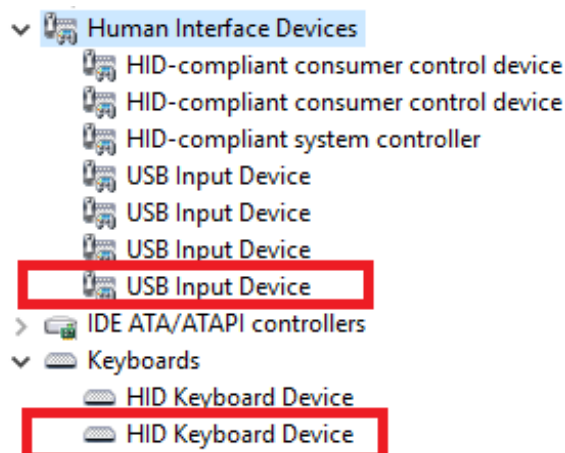 Human Interface Devices
HID-compliant consumer control device
HID-compliant consumer control device
HID-compliant system controller
USB Input Device
USB Input Device
USB Input Device
USB Input Device
IDE ATA/ATAPI controllers
Keyboards
HID Keyboard Device
HID Keyboard Device